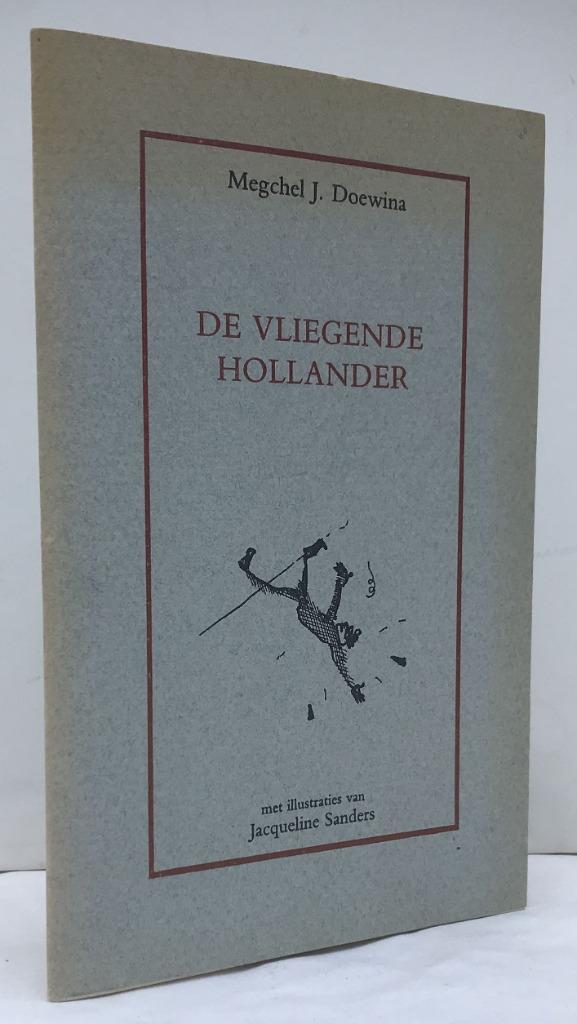 Megchel J. Doewina
DE VLIEGENDE
HOLLANDER
met illustraties van
Jacqueline Sanders